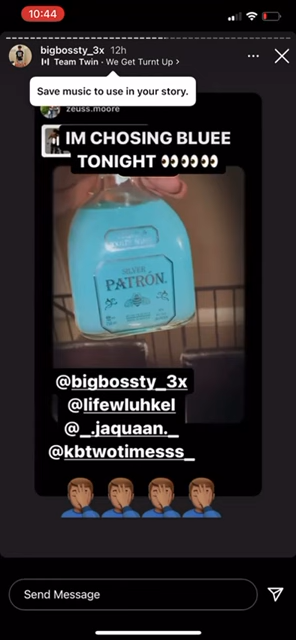 10:44
bigbossty_3x 12h
Team Twin · We Get Turnt Up >
Save music to use in your story.
zeuss.moore
IM CHOSING BLUEE
TONIGHT 👀👀👀
SILVER
PATRÓN
@bigbossty_3x
@lifewluhkel
@_.jaquaan._
@kbtwotimesss_
🤦🏽‍♂️🤦🏽‍♂️🤦🏽‍♂️🤦🏽‍♂️
Send Message